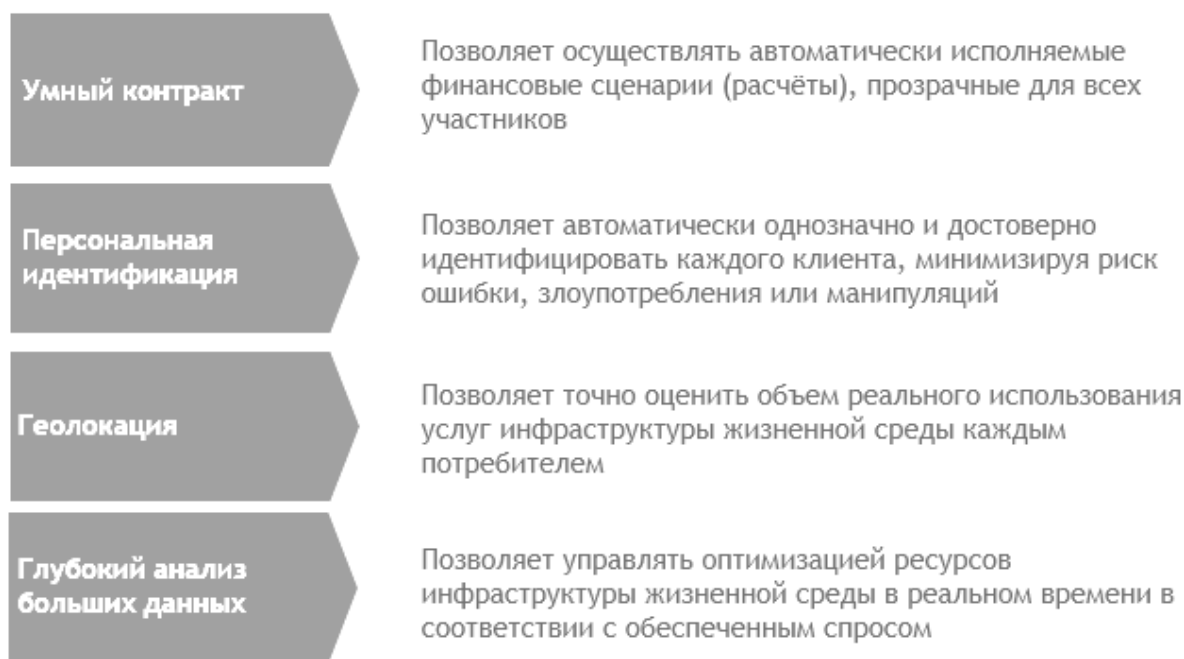 Умный контракт
Позволяет осуществлять автоматически исполняемые
финансовые сценарии (расчёты), прозрачные для всех
участников
Персональная
идентификация
Позволяет автоматически однозначно и достоверно
идентифицировать каждого клиента, минимизируя риск
ошибки, злоупотребления или манипуляций
Геолокация
Позволяет точно оценить объем реального использования
услуг инфраструктуры жизненной среды каждым
потребителем
Глубокий анализ
больших данных
Позволяет управлять оптимизацией ресурсов
инфраструктуры жизненной среды в реальном времени в
соответствии с обеспеченным спросом